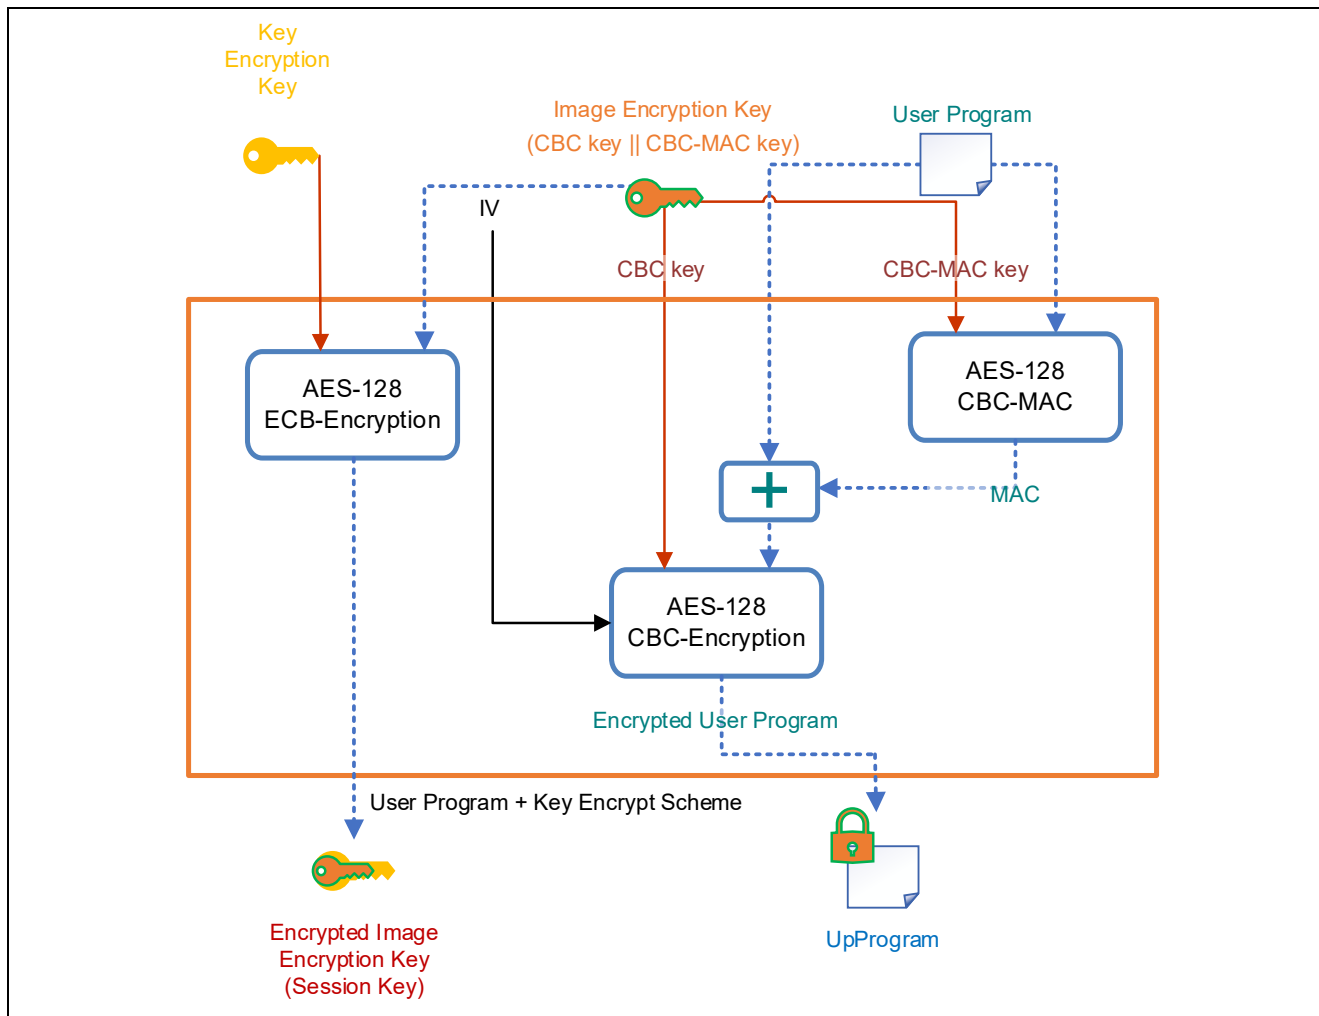 Key
Encryption
Key
Image Encryption Key
(CBC key || CBC-MAC key)
User Program
IV
CBC key
CBC-MAC key
AES-128
ECB-Encryption
AES-128
CBC-MAC
+
MAC
AES-128
CBC-Encryption
Encrypted User Program
User Program + Key Encrypt Scheme
Encrypted Image
Encryption Key
(Session Key)
UpProgram